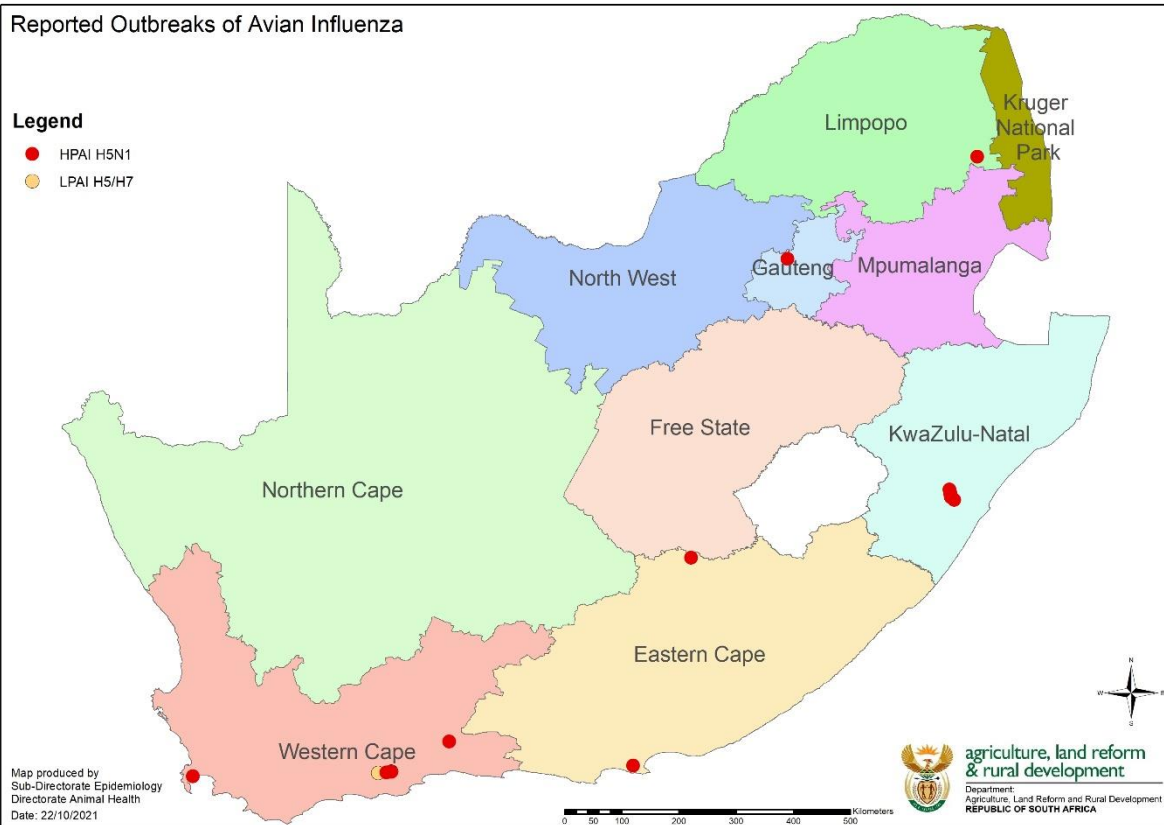 Reported Outbreaks of Avian Influenza
Legend
HPAI H5N1
LPAI H5/H7
Limpopo
Kruger
National
Park
North West
Gauteng
Mpumalanga
Free State
KwaZulu-Natal
Northern Cape
Eastern Cape
Western Cape
N
W
E
S
Map produced by
Sub-Directorate Epidemiology
Directorate Animal Health
Date: 22/10/2021
Kilometers
0 50 100 200 300 400 500
agriculture, land reform
& rural development
Department:
Agriculture, Land Reform and Rural Development
REPUBLIC OF SOUTH AFRICA